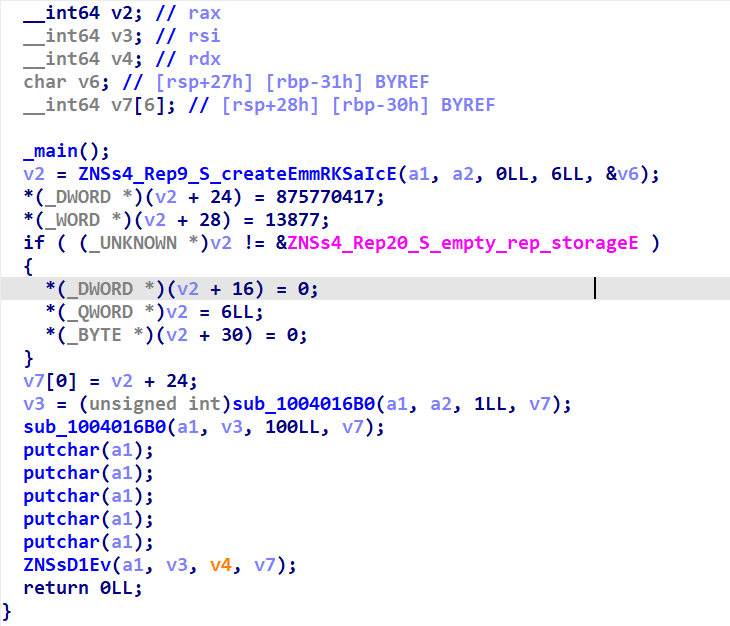 __int64 v2; // rax
__int64 v3; // rsi
__int64 v4; // rdx
char v6; // [rsp+27h] [rbp-31h] BYREF
__int64 v7[6]; // [rsp+28h] [rbp-30h] BYREF
_main();
v2 = ZNSs4_Rep9_S_createEmmRKSaIcE(a1, a2, 0LL, 6LL, &v6);
*(_DWORD *)(v2 + 24) = 875770417;
*(_WORD *)(v2 + 28) = 13877;
if ( (_UNKNOWN *)v2 != &ZNSs4_Rep20_S_empty_rep_storageE )
{
*(_DWORD *)(v2 + 16) = 0;
*(_QWORD *)v2 = 6LL;
*(_BYTE *)(v2 + 30) = 0;
}
v7[0] = v2 + 24;
v3 = (unsigned int)sub_1004016B0(a1, a2, 1LL, v7);
sub_1004016B0(a1, v3, 100LL, v7);
putchar(a1);
putchar(a1);
putchar(a1);
putchar(a1);
putchar(a1);
ZNSsD1Ev(a1, v3, v4, v7);
return 0LL;
}